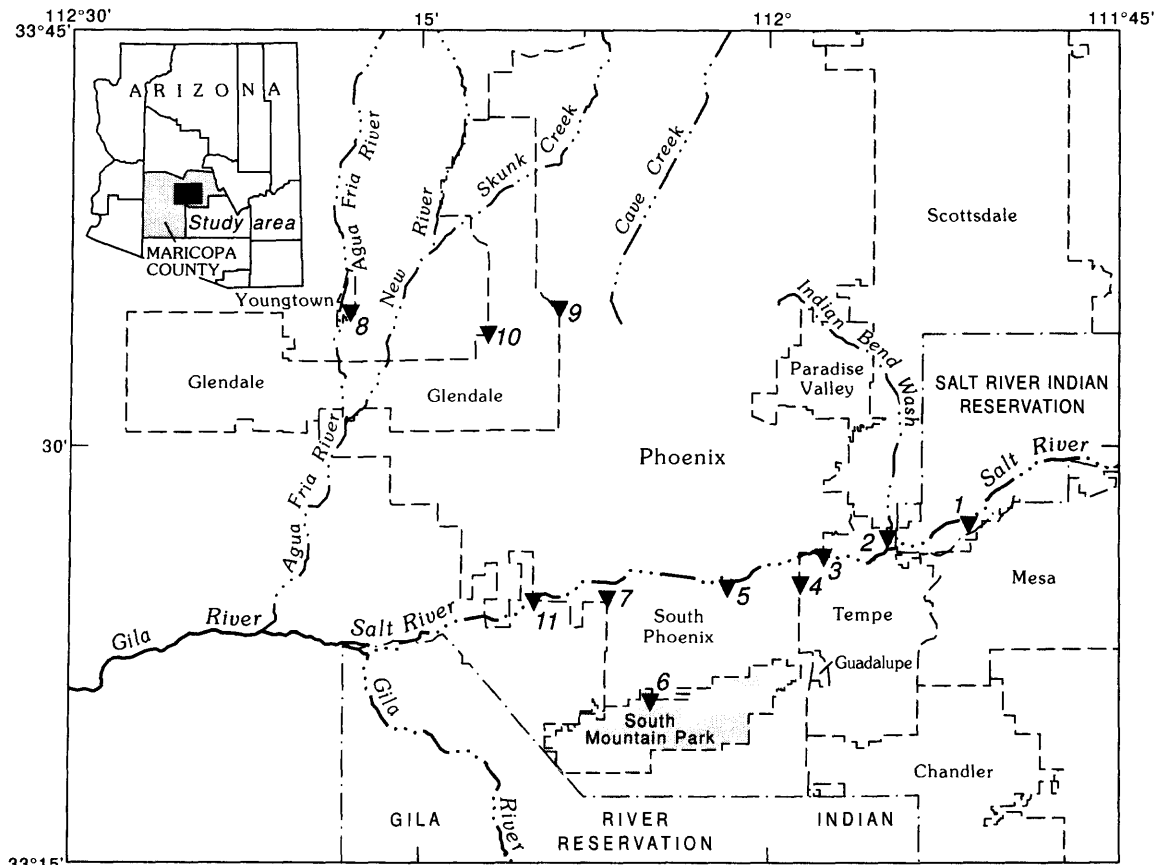 112°30'
15'
112°
111°45'
33°45'
ARIZONA
Study area
MARICOPA
COUNTY
Agua Fria River
New River
Skunk Creek
Cave Creek
Scottsdale
Youngtown
8
10
9
Indian Bend Wash
Glendale
Glendale
Paradise
Valley
SALT RIVER INDIAN
RESERVATION
30'
Agua Fria River
Phoenix
Salt River
1
2
3
4
5
7
11
Mesa
Tempe
South
Phoenix
Gila River
Salt River
Guadalupe
6
South
Mountain Park
Gila River
Chandler
GILA RIVER INDIAN
RESERVATION
33°15'